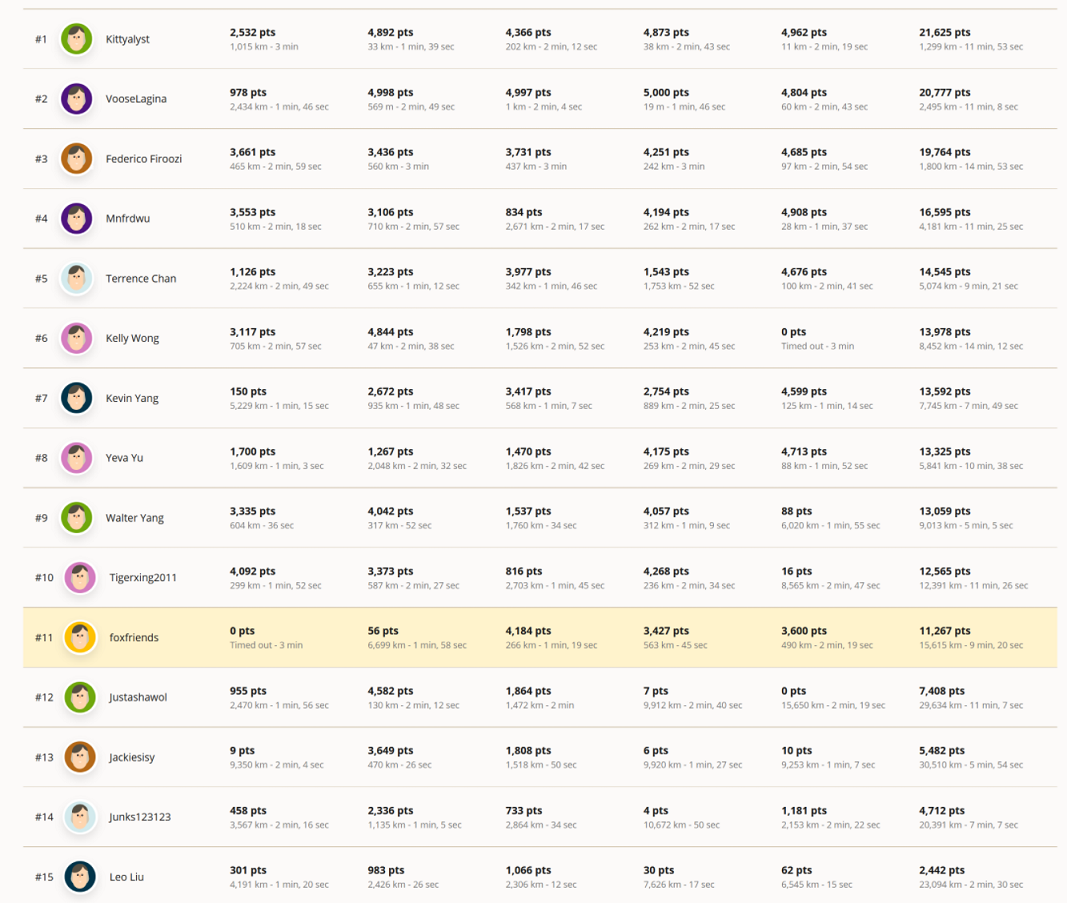 #1 Kittyalyst 2,532 pts 4,892 pts 4,366 pts 4,873 pts 4,962 pts 21,625 pts
1,015 km - 3 min 33 km - 1 min, 39 sec 202 km - 2 min, 12 sec 38 km - 2 min, 43 sec 11 km - 2 min, 19 sec 1,299 km - 11 min, 53 sec
#2 VooseLagina 978 pts 4,998 pts 4,997 pts 5,000 pts 4,804 pts 20,777 pts
2,434 km - 1 min, 46 sec 569 m - 2 min, 49 sec 1 km - 2 min, 4 sec 19 m - 1 min, 46 sec 60 km - 2 min, 43 sec 2,495 km - 11 min, 8 sec
#3 Federico Firoozi 3,661 pts 3,436 pts 3,731 pts 4,251 pts 4,685 pts 19,764 pts
465 km - 2 min, 59 sec 560 km - 3 min 437 km - 3 min 242 km - 3 min 97 km - 2 min, 54 sec 1,800 km - 14 min, 53 sec
#4 Mnfrdwu 3,553 pts 3,106 pts 834 pts 4,194 pts 4,908 pts 16,595 pts
510 km - 2 min, 18 sec 710 km - 2 min, 57 sec 2,671 km - 2 min, 17 sec 262 km - 2 min, 17 sec 28 km - 1 min, 37 sec 4,181 km - 11 min, 25 sec
#5 Terrence Chan 1,126 pts 3,223 pts 3,977 pts 1,543 pts 4,676 pts 14,545 pts
2,224 km - 2 min, 49 sec 655 km - 1 min, 12 sec 342 km - 1 min, 46 sec 1,753 km - 52 sec 100 km - 2 min, 41 sec 5,074 km - 9 min, 21 sec
#6 Kelly Wong 3,117 pts 4,844 pts 1,798 pts 4,219 pts 0 pts 13,978 pts
705 km - 2 min, 57 sec 47 km - 2 min, 38 sec 1,526 km - 2 min, 52 sec 253 km - 2 min, 45 sec Timed out - 3 min 8,452 km - 14 min, 12 sec
#7 Kevin Yang 150 pts 2,672 pts 3,417 pts 2,754 pts 4,599 pts 13,592 pts
5,229 km - 1 min, 15 sec 935 km - 1 min, 48 sec 568 km - 1 min, 7 sec 889 km - 2 min, 25 sec 125 km - 1 min, 14 sec 7,745 km - 7 min, 49 sec
#8 Yeva Yu 1,700 pts 1,267 pts 1,470 pts 4,175 pts 4,713 pts 13,325 pts
1,609 km - 1 min, 3 sec 2,048 km - 2 min, 32 sec 1,826 km - 2 min, 42 sec 269 km - 2 min, 29 sec 88 km - 1 min, 52 sec 5,841 km - 10 min, 38 sec
#9 Walter Yang 3,335 pts 4,042 pts 1,537 pts 4,057 pts 88 pts 13,059 pts
604 km - 36 sec 317 km - 52 sec 1,760 km - 34 sec 312 km - 1 min, 9 sec 6,020 km - 1 min, 55 sec 9,013 km - 5 min, 5 sec
#10 Tigerxing2011 4,092 pts 3,373 pts 816 pts 4,268 pts 16 pts 12,565 pts
299 km - 1 min, 52 sec 587 km - 2 min, 27 sec 2,703 km - 1 min, 45 sec 236 km - 2 min, 34 sec 8,565 km - 2 min, 47 sec 12,391 km - 11 min, 26 sec
#11 foxfriends 0 pts 56 pts 4,184 pts 3,427 pts 3,600 pts 11,267 pts
Timed out - 3 min 6,699 km - 1 min, 58 sec 266 km - 1 min, 19 sec 563 km - 45 sec 490 km - 2 min, 19 sec 15,615 km - 9 min, 20 sec
#12 Justashawol 955 pts 4,582 pts 1,864 pts 7 pts 0 pts 7,408 pts
2,470 km - 1 min, 56 sec 130 km - 2 min, 12 sec 1,472 km - 2 min 9,912 km - 2 min, 40 sec 15,650 km - 2 min, 19 sec 29,634 km - 11 min, 7 sec
#13 Jackiesisy 9 pts 3,649 pts 1,808 pts 6 pts 10 pts 5,482 pts
9,350 km - 2 min, 4 sec 470 km - 26 sec 1,518 km - 50 sec 9,920 km - 1 min, 27 sec 9,253 km - 1 min, 7 sec 30,510 km - 5 min, 54 sec
#14 Junks123123 458 pts 2,336 pts 733 pts 4 pts 1,181 pts 4,712 pts
3,567 km - 2 min, 16 sec 1,135 km - 1 min, 5 sec 2,864 km - 34 sec 10,672 km - 50 sec 2,153 km - 2 min, 22 sec 20,391 km - 7 min, 7 sec
#15 Leo Liu 301 pts 983 pts 1,066 pts 30 pts 62 pts 2,442 pts
4,191 km - 1 min, 20 sec 2,426 km - 26 sec 2,306 km - 12 sec 7,626 km - 17 sec 6,545 km - 15 sec 23,094 km - 2 min, 30 sec